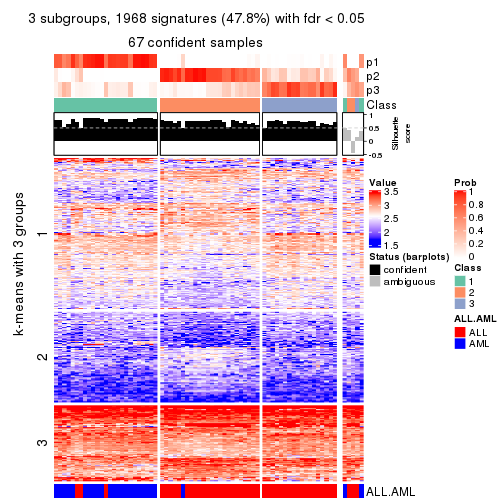 3 subgroups, 1968 signatures (47.8%) with fdr < 0.05
67 confident samples
p1
p2
p3
Class
1
0.5
0
-0.5
Silhouette
score
k-means with 3 groups
1
2
3
ALL.AML
Value
3.5
3
2.5
2
1.5
Status (barplots)
confident
ambiguous
Prob
1
0.8
0.6
0.4
0.2
0
Class
1
2
3
ALL.AML
ALL
AML